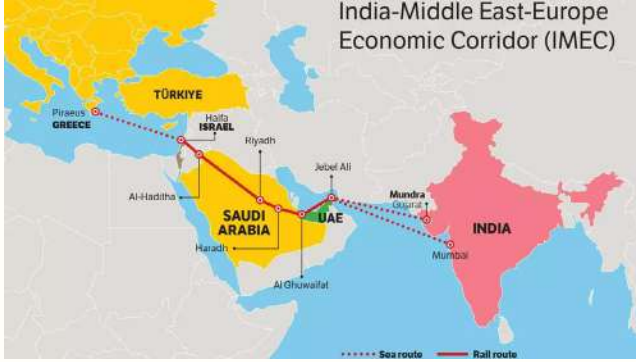 India-Middle East-Europe
Economic Corridor (IMEC)
TÜRKIYE
Piraeus
GREECE
Haifa
ISRAEL
Riyadh
Jebel Ali
Al-Haditha
Mundra
Gujarat
SAUDI
ARABIA
UAE
INDIA
Haradh
Mumbai
Al Ghuwaifat
Sea route
Rail route